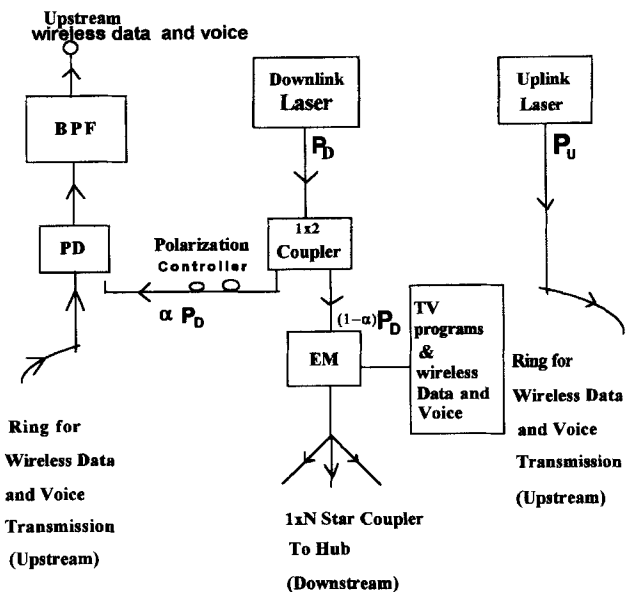 Upstream
wireless data and voice
BPF
PD
Downlink
Laser
P_D
1x2
Coupler
Polarization
Controller
α P_D
(1-α)P_D
EM
TV
programs
&
wireless
Data and
Voice
Uplink
Laser
P_U
Ring for
Wireless Data
and Voice
Transmission
(Upstream)
1xN Star Coupler
To Hub
(Downstream)
Ring for
Wireless Data
and Voice
Transmission
(Upstream)